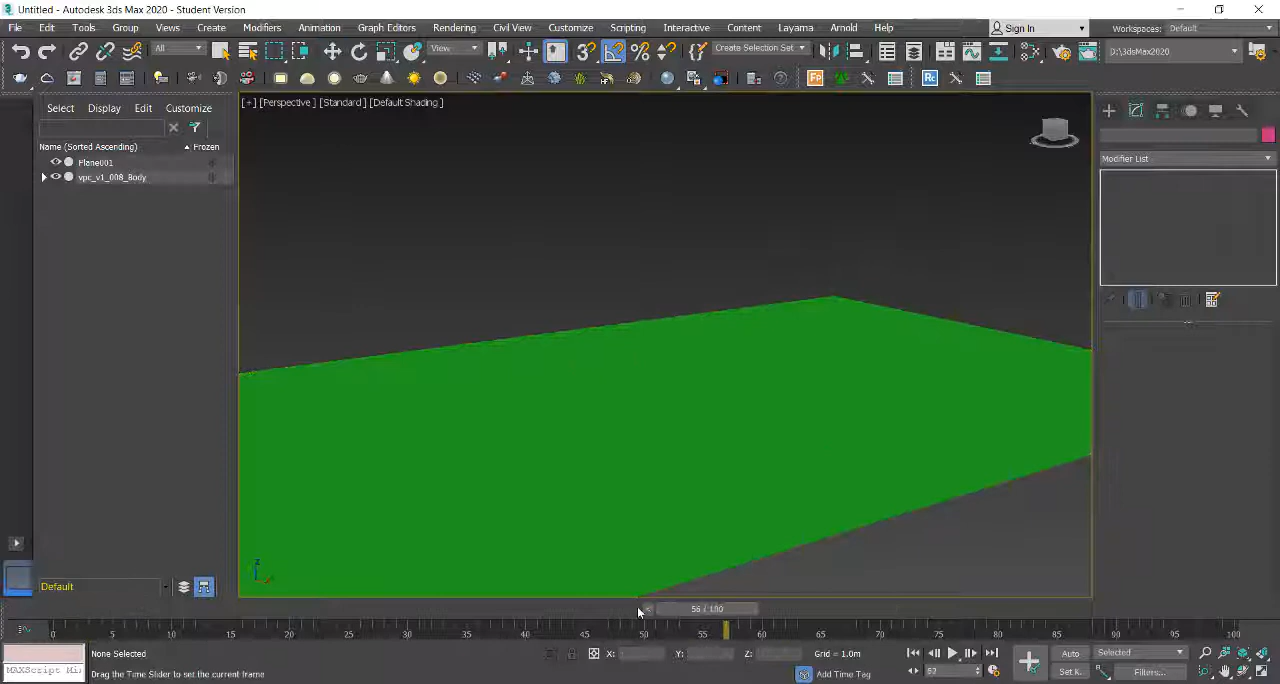 Untitled - Autodesk 3ds Max 2020 - Student Version
File Edit Tools Group Views Create Modifiers Animation Graph Editors Rendering Civil View Customize Scripting Interactive Content Layama Arnold Help Sign In Workspaces: Default
All View Create Selection Set D:\3dsMax2020
Fp Rc
Select Display Edit Customize
[+] [Perspective] [Standard] [Default Shading]
Name (Sorted Ascending) Frozen
Modifier List
Plane001
vpc_v1_008_Body
Default
56 / 100
0 5 10 15 20 25 30 35 40 45 50 55 60 65 70 75 80 85 90 95 100
None Selected X: Y: Z: Grid = 1.0m Auto Selected
MAXScript Mi
Drag the Time Slider to set the current frame Add Time Tag Set K. Filters...